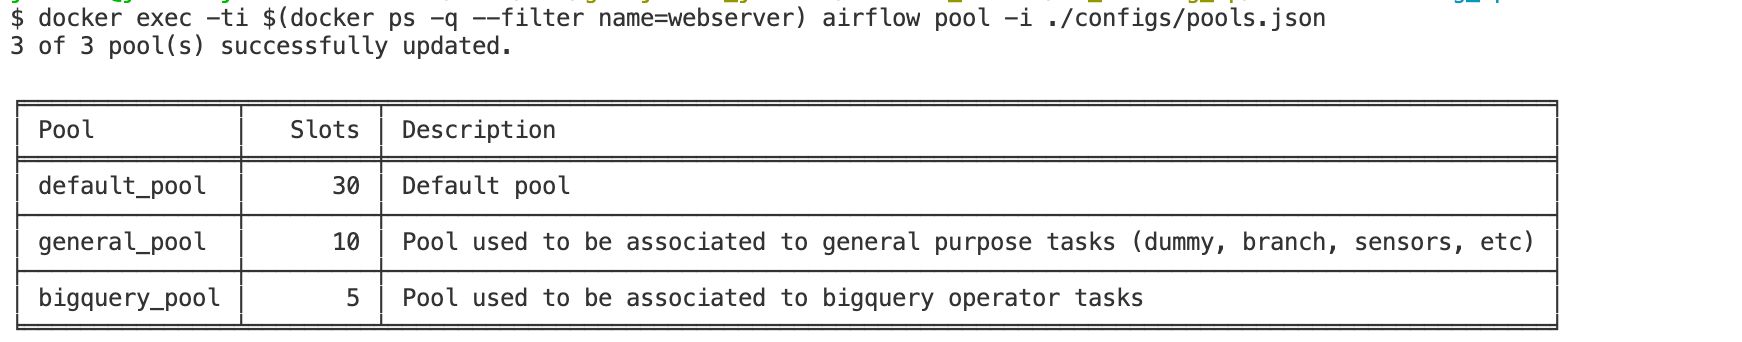 $ docker exec -ti $(docker ps -q --filter name=webserver) airflow pool -i ./configs/pools.json
3 of 3 pool(s) successfully updated.
Pool Slots Description
default_pool 30 Default pool
general_pool 10 Pool used to be associated to general purpose tasks (dummy, branch, sensors, etc)
bigquery_pool 5 Pool used to be associated to bigquery operator tasks